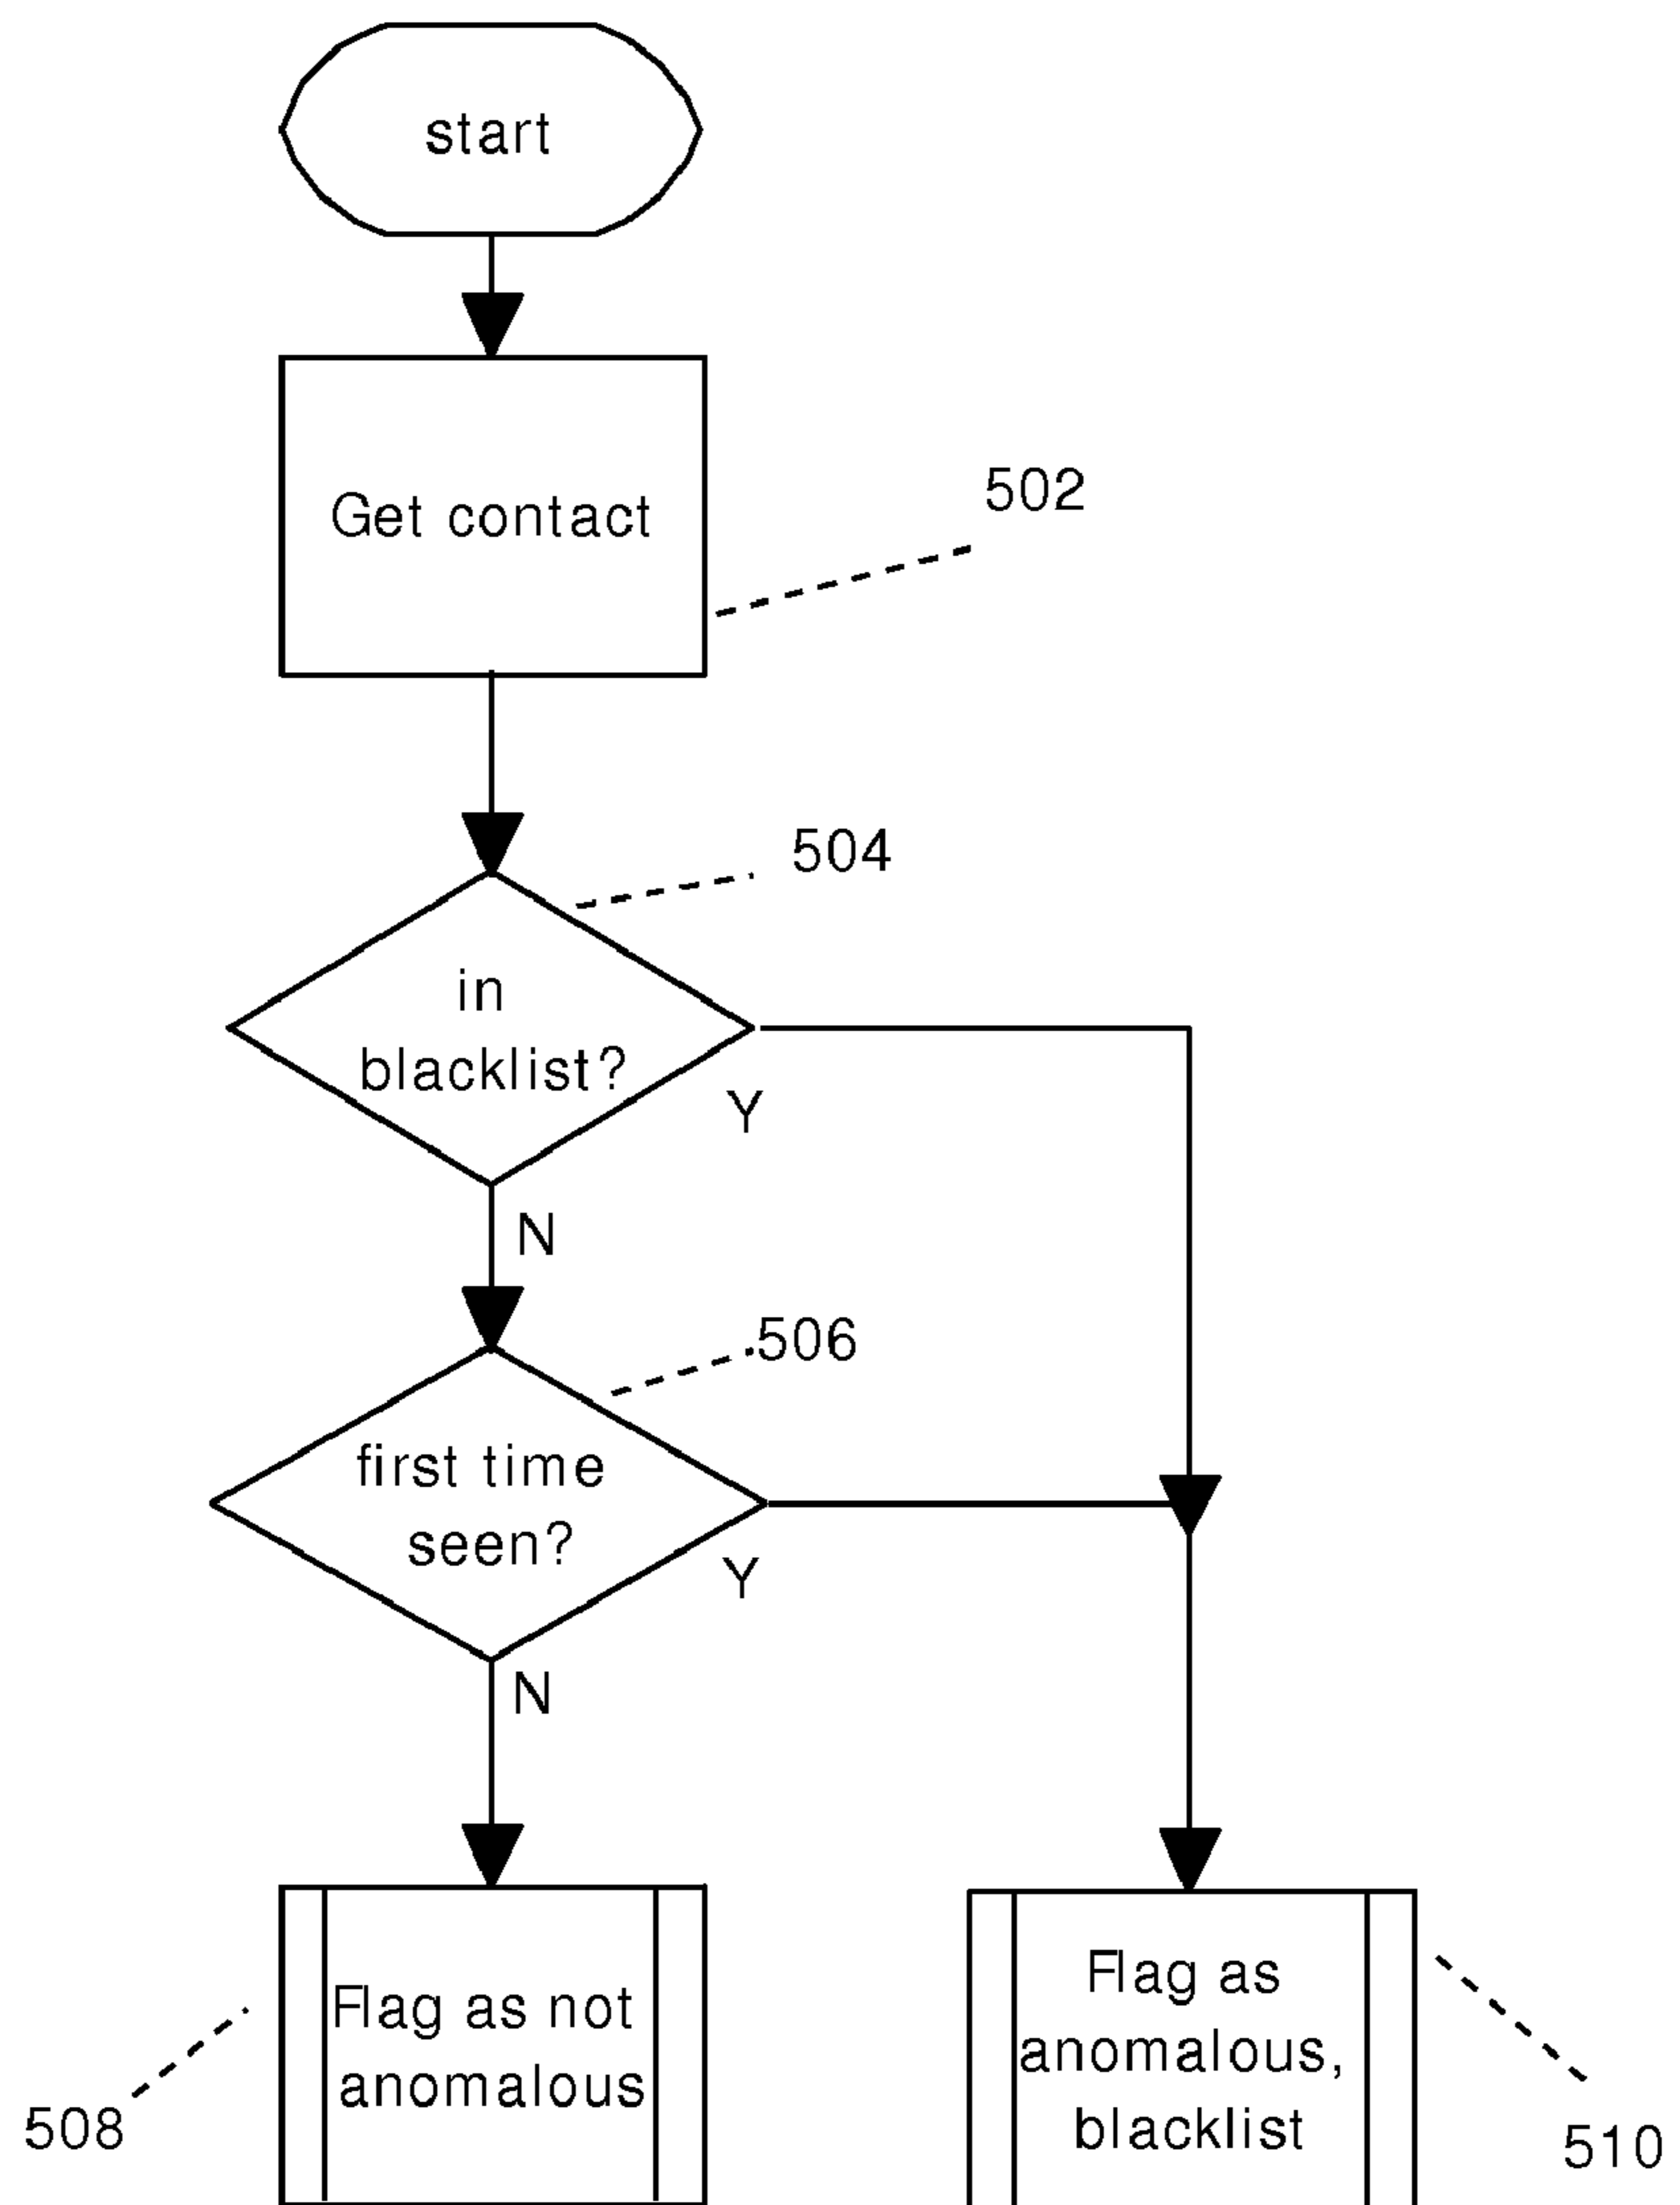 start
Get contact
502
504
in
blacklist?
Y
N
506
first time
seen?
Y
N
Flag as not
anomalous
508
Flag as
anomalous,
blacklist
510